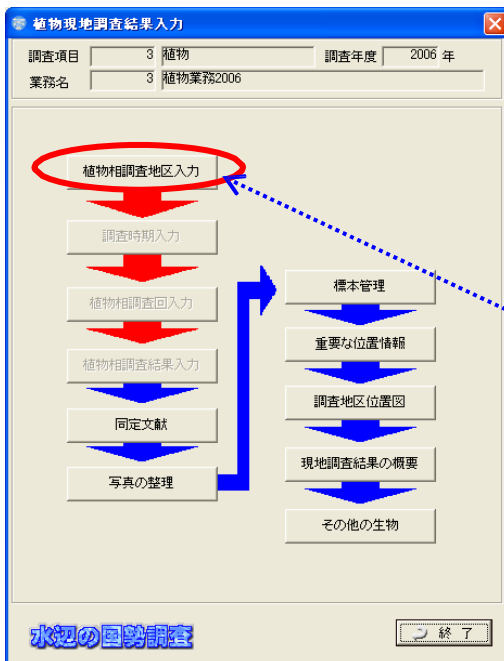 植物現地調査結果入力
調査項目 3 植物 調査年度 2006 年
業務名 3 植物業務2006
植物相調査地区入力
調査時期入力
植物相調査回入力
植物相調査結果入力
同定文献
写真の整理
標本管理
重要な位置情報
調査地区位置図
現地調査結果の概要
その他の生物
水辺の国勢調査
終了